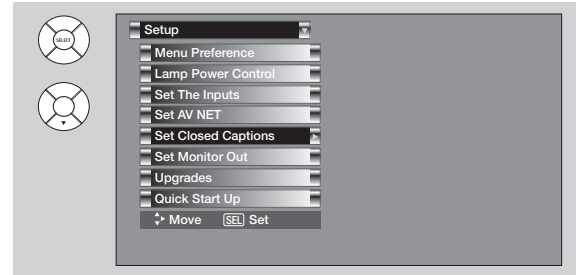 SELECT
Setup
Menu Preference
Lamp Power Control
Set The Inputs
Set AV NET
Set Closed Captions
Set Monitor Out
Upgrades
Quick Start Up
Move SEL Set